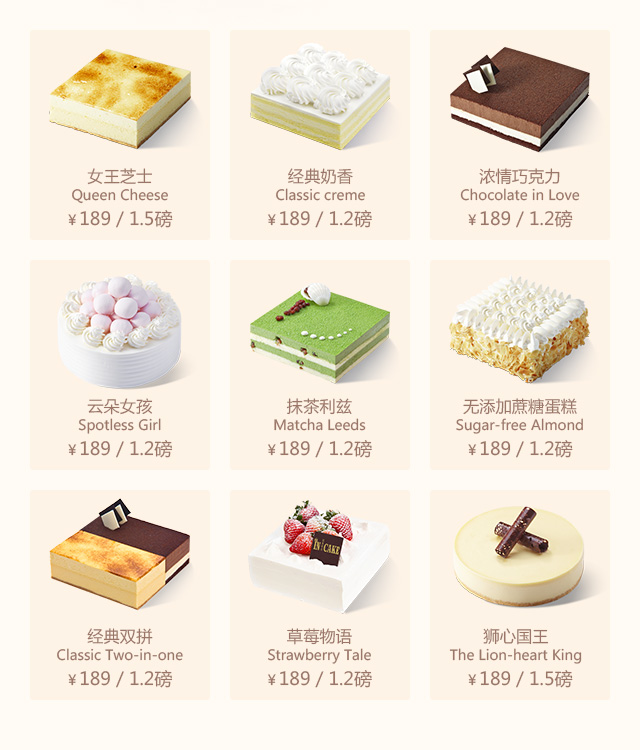 女王芝士
Queen Cheese
¥189 / 1.5磅
经典奶香
Classic creme
¥189 / 1.2磅
浓情巧克力
Chocolate in Love
¥189 / 1.2磅
云朵女孩
Spotless Girl
¥189 / 1.2磅
抹茶利兹
Matcha Leeds
¥189 / 1.2磅
无添加蔗糖蛋糕
Sugar-free Almond
¥189 / 1.2磅
经典双拼
Classic Two-in-one
¥189 / 1.2磅
INCAKE
草莓物语
Strawberry Tale
¥189 / 1.2磅
狮心国王
The Lion-heart King
¥189 / 1.5磅